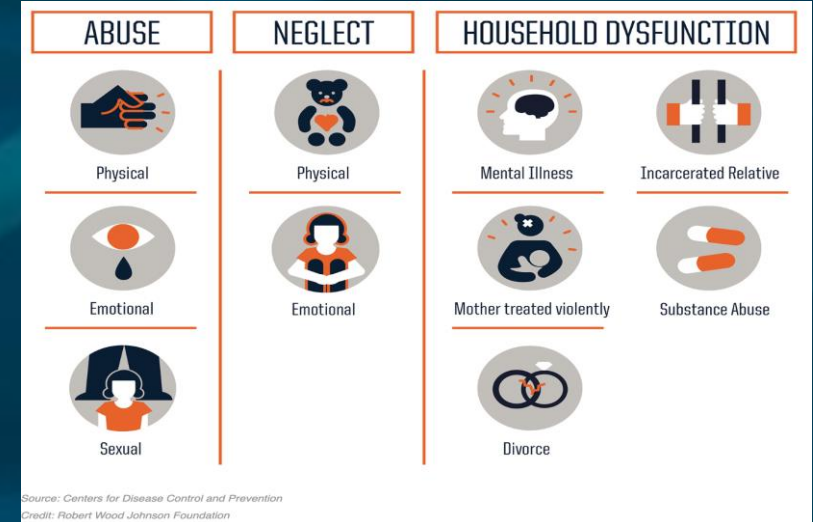 ABUSE
NEGLECT
HOUSEHOLD DYSFUNCTION
Physical
Emotional
Sexual
Physical
Emotional
Mental Illness
Incarcerated Relative
Mother treated violently
Substance Abuse
Divorce
Source: Centers for Disease Control and Prevention
Credit: Robert Wood Johnson Foundation